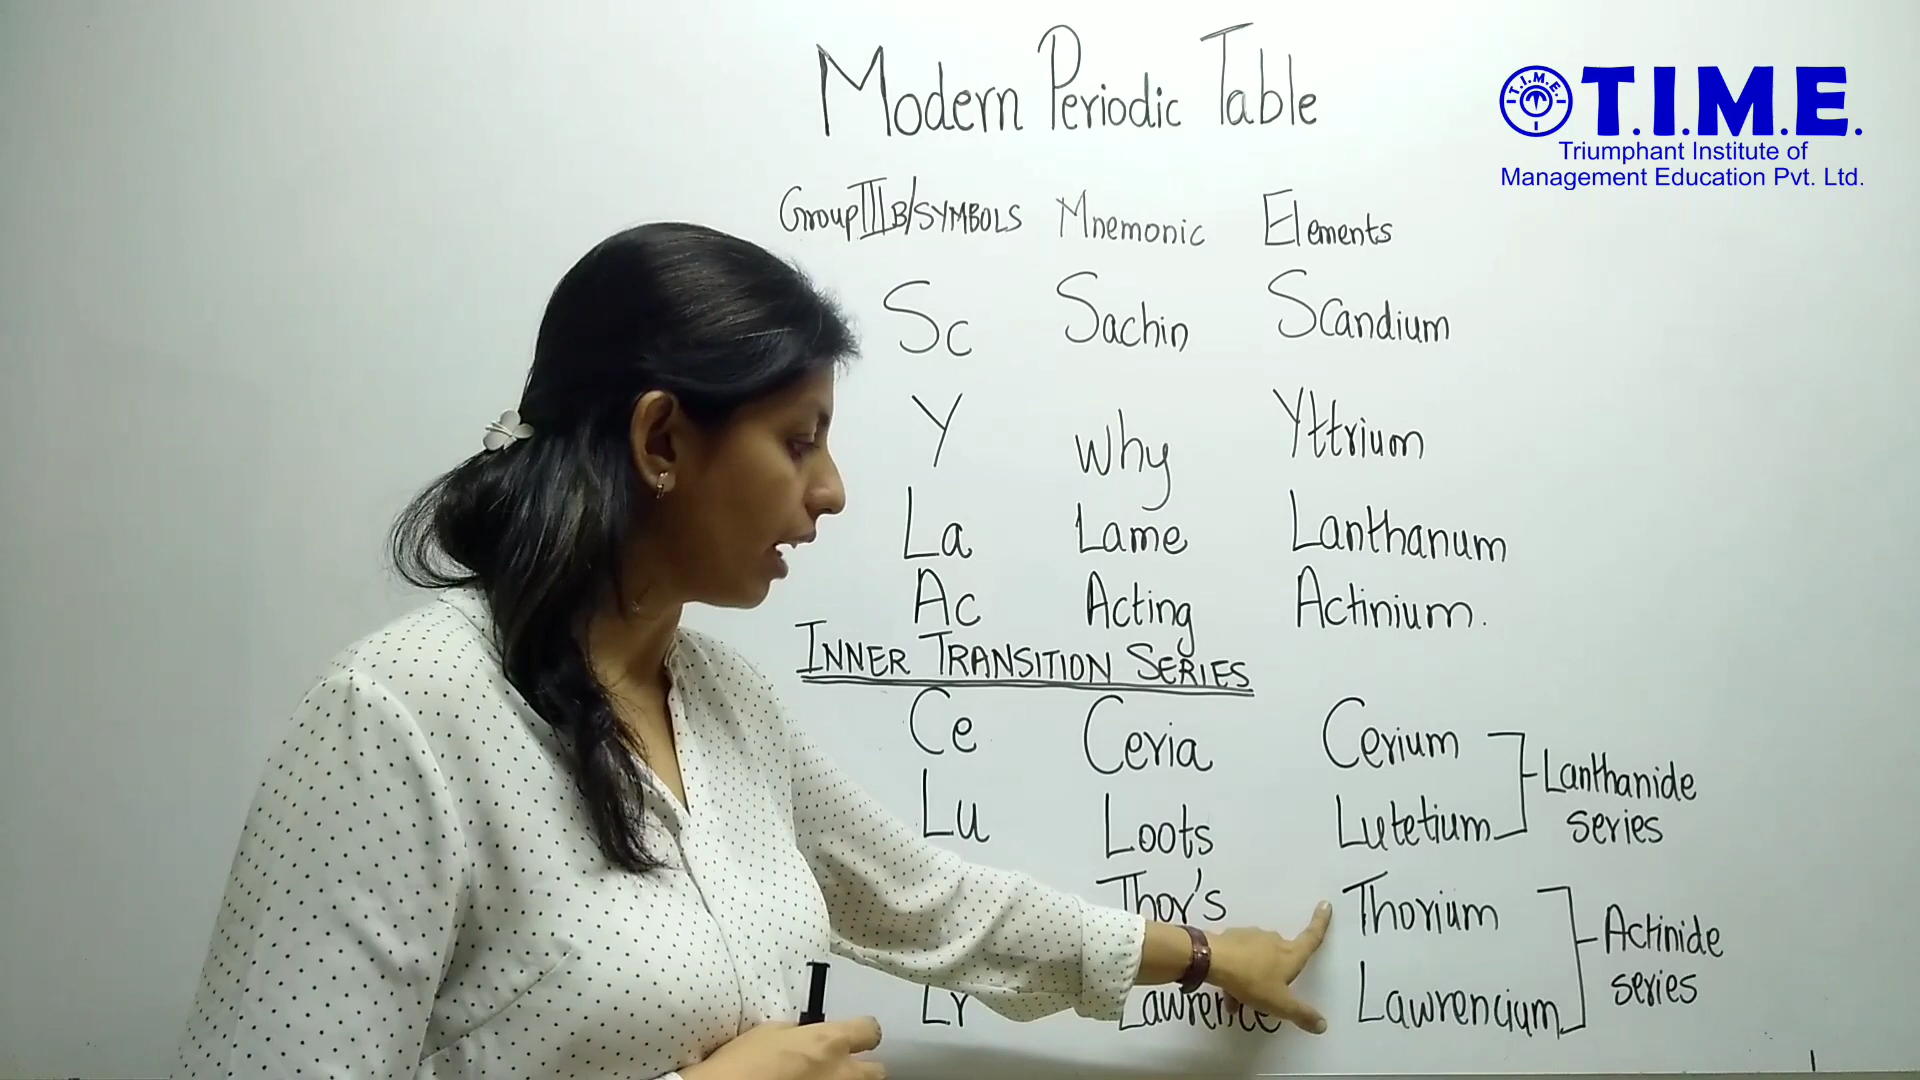 Modern Periodic Table
T.I.M.E.
T.I.M.E.
Triumphant Institute of
Management Education Pvt. Ltd.
Group III B/SYMBOLS Mnemonic Elements
Sc Sachin Scandium
Y Why Yttrium
La Lame Lanthanum
Ac Acting Actinium.
INNER TRANSITION SERIES
Ce Ceria Cerium
Lanthanide
series
Lu Loots Lutetium
Thor's Thorium
Actinide
series
Lr Lawrence Lawrencium